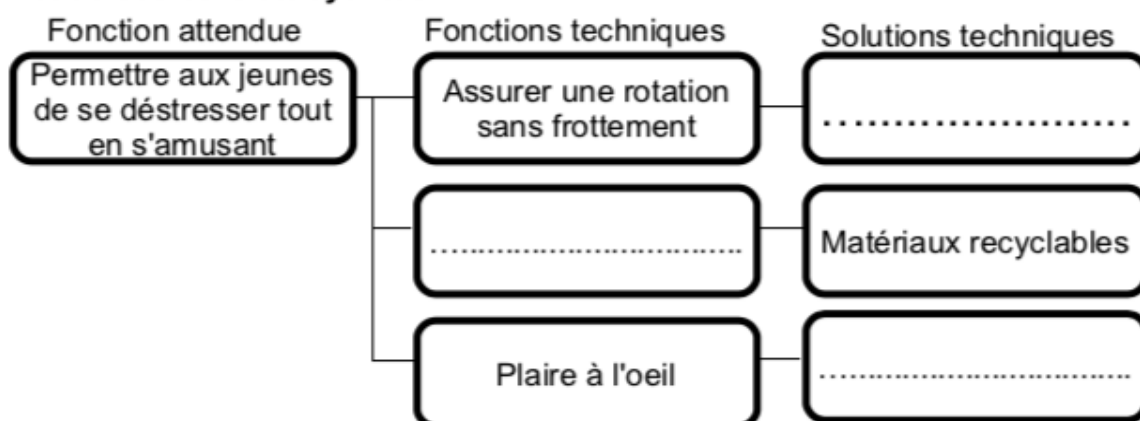 Fonction attendue
Fonctions techniques
Solutions techniques
Permettre aux jeunes
de se déstresser tout
en s'amusant
Assurer une rotation
sans frottement
................................
................................
Matériaux recyclables
Plaire à l'oeil
................................